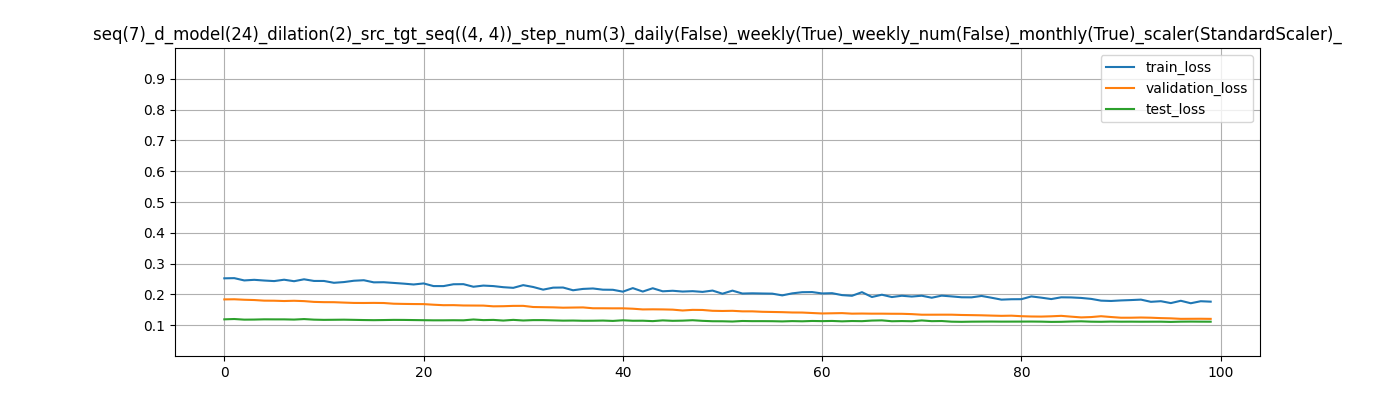 seq(7)_d_model(24)_dilation(2)_src_tgt_seq((4, 4))_step_num(3)_daily(False)_weekly(True)_weekly_num(False)_monthly(True)_scaler(StandardScaler)_
train_loss
validation_loss
test_loss
0.9
0.8
0.7
0.6
0.5
0.4
0.3
0.2
0.1
0 20 40 60 80 100